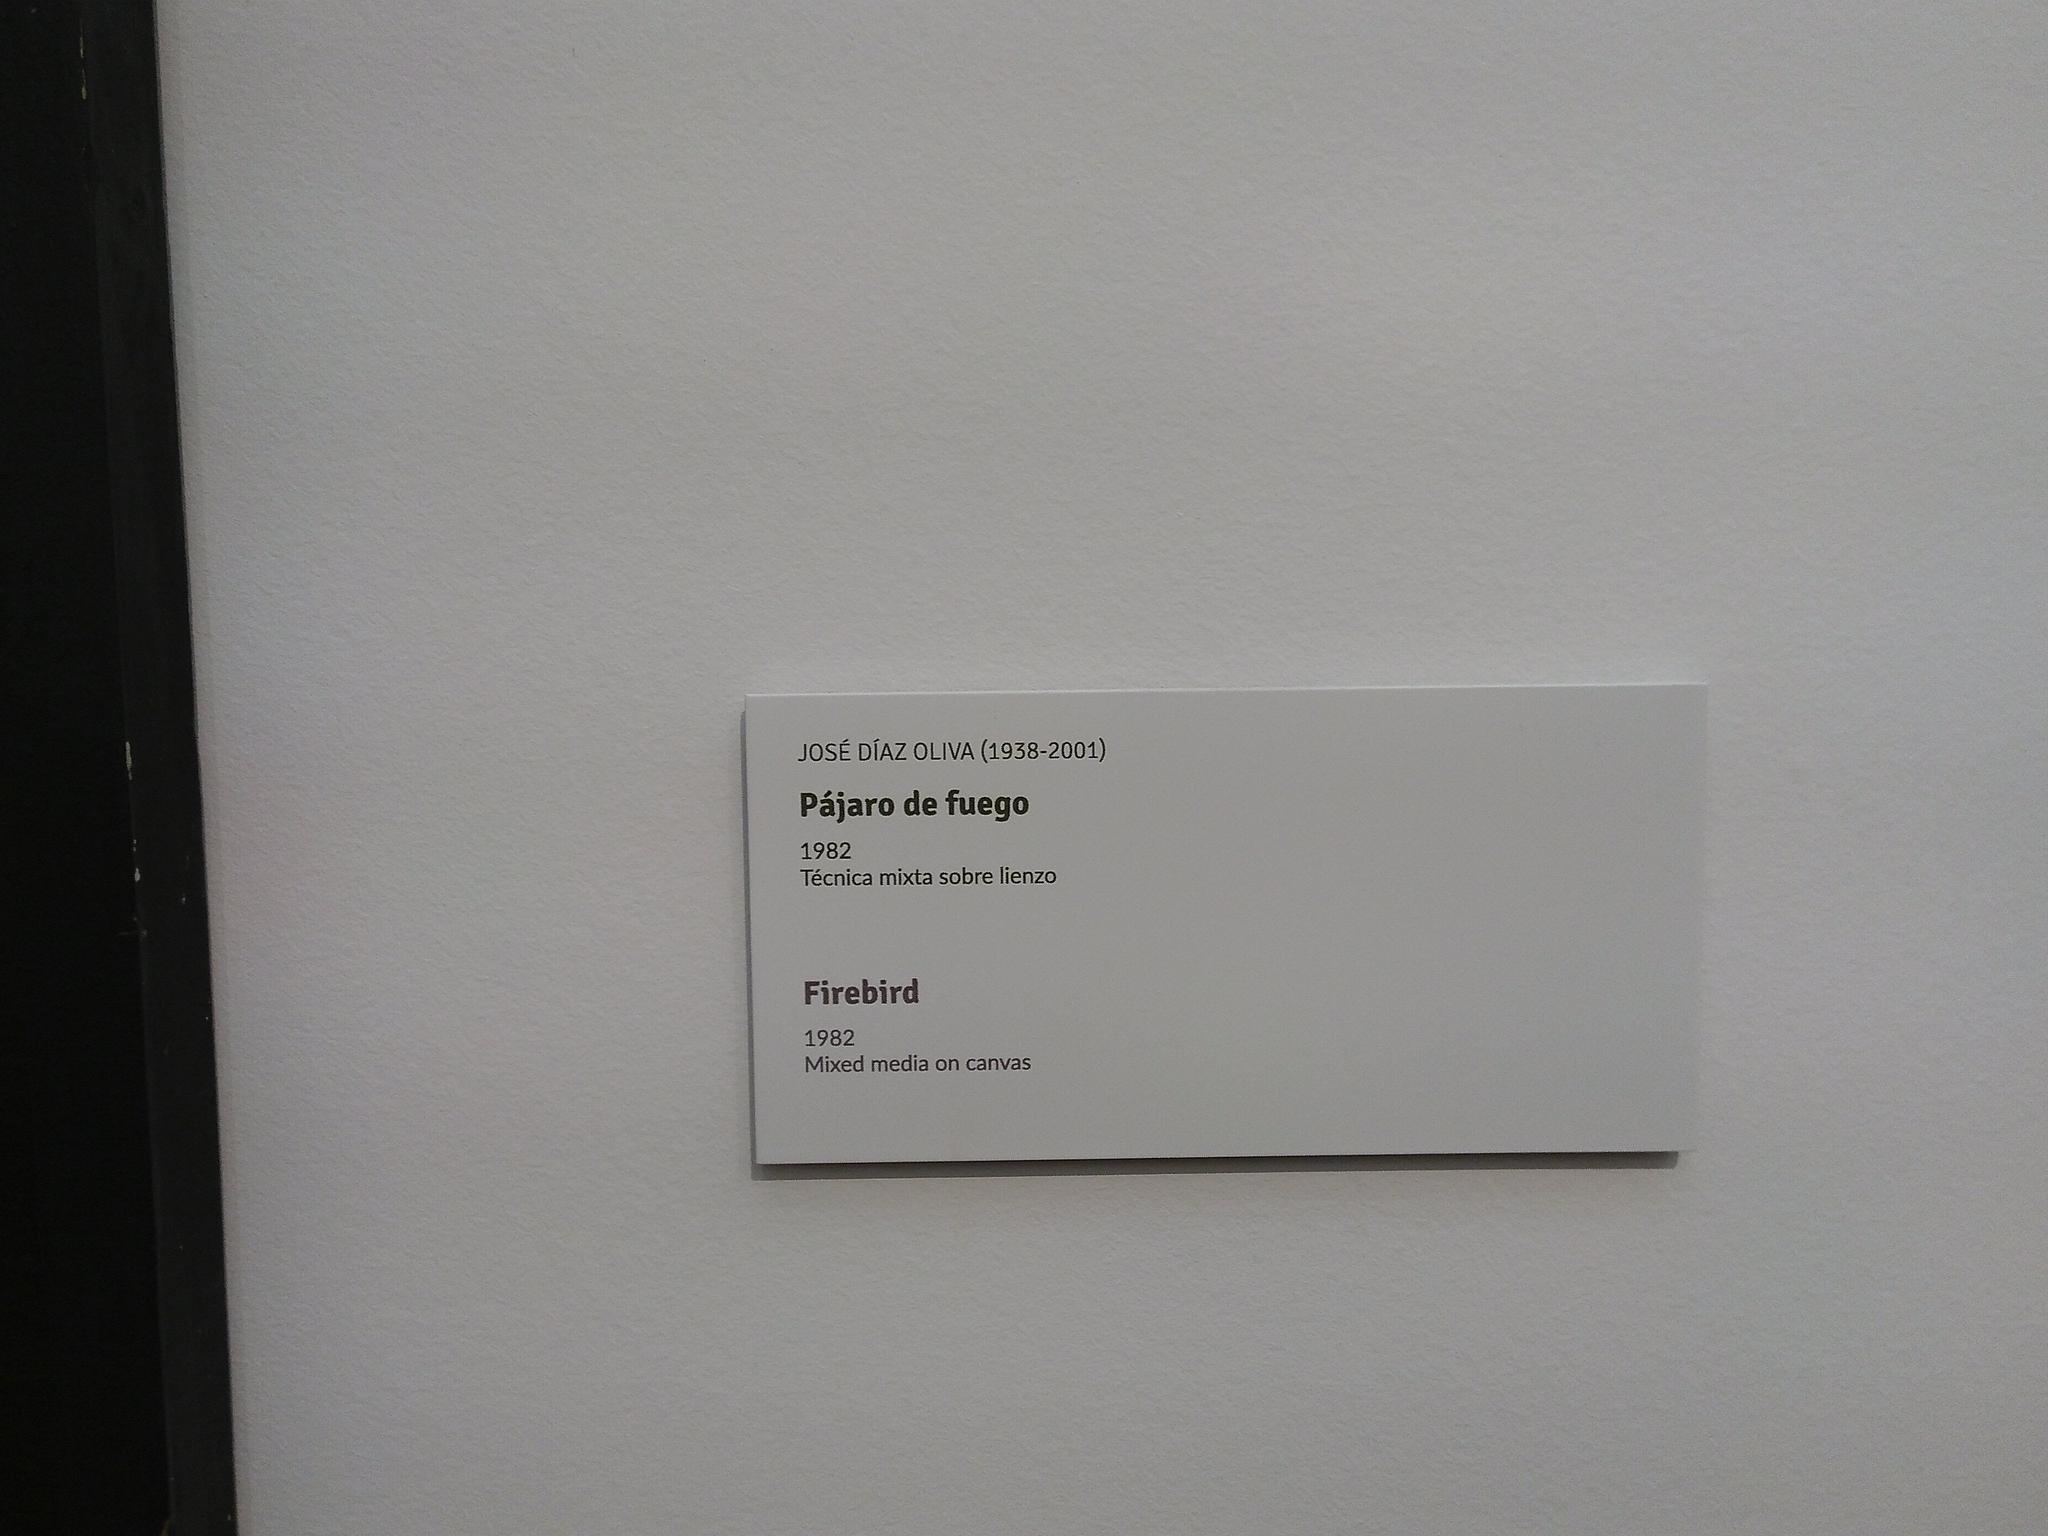 JOSÉ DÍAZ OLIVA (1938-2001)
Pájaro de fuego
1982
Técnica mixta sobre lienzo
Firebird
1982
Mixed media on canvas